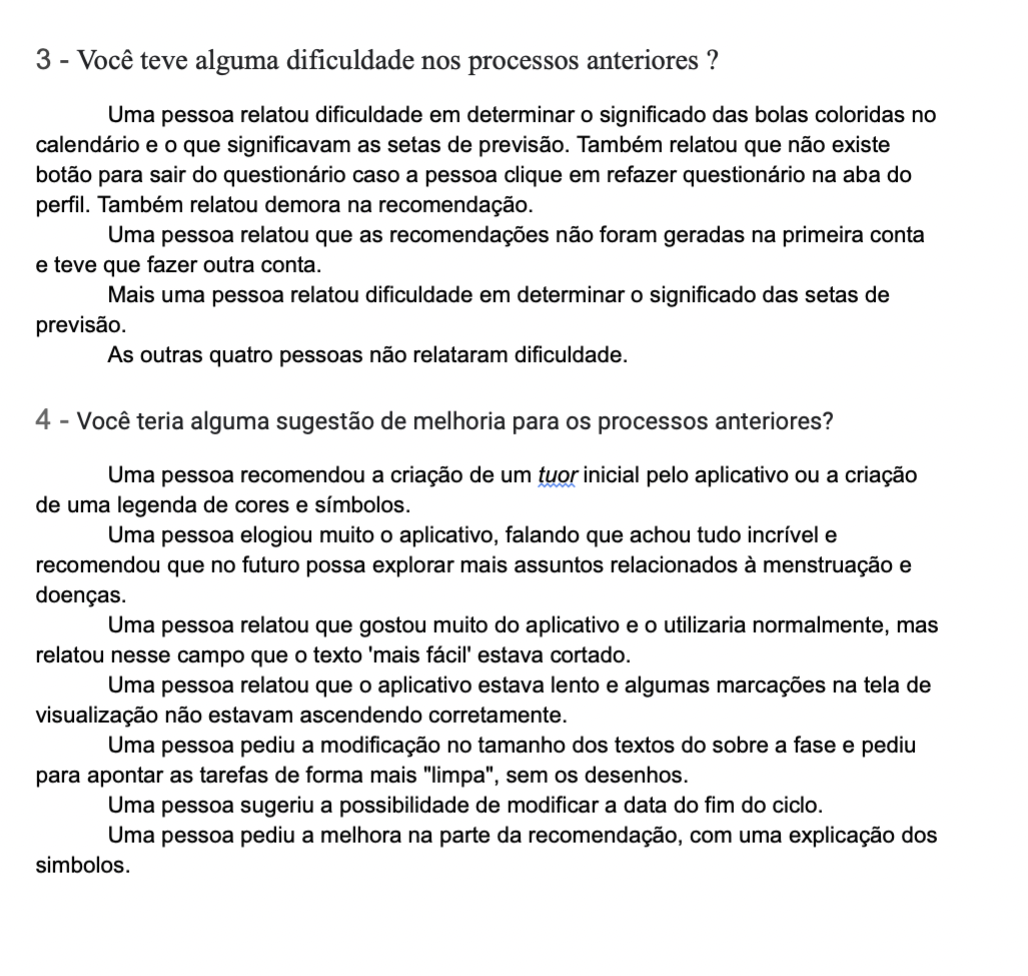 3 - Você teve alguma dificuldade nos processos anteriores ?
Uma pessoa relatou dificuldade em determinar o significado das bolas coloridas no
calendário e o que significavam as setas de previsão. Também relatou que não existe
botão para sair do questionário caso a pessoa clique em refazer questionário na aba do
perfil. Também relatou demora na recomendação.
Uma pessoa relatou que as recomendações não foram geradas na primeira conta
e teve que fazer outra conta.
Mais uma pessoa relatou dificuldade em determinar o significado das setas de
previsão.
As outras quatro pessoas não relataram dificuldade.
4 - Você teria alguma sugestão de melhoria para os processos anteriores?
Uma pessoa recomendou a criação de um tuor inicial pelo aplicativo ou a criação
de uma legenda de cores e símbolos.
Uma pessoa elogiou muito o aplicativo, falando que achou tudo incrível e
recomendou que no futuro possa explorar mais assuntos relacionados à menstruação e
doenças.
Uma pessoa relatou que gostou muito do aplicativo e o utilizaria normalmente, mas
relatou nesse campo que o texto 'mais fácil' estava cortado.
Uma pessoa relatou que o aplicativo estava lento e algumas marcações na tela de
visualização não estavam ascendendo corretamente.
Uma pessoa pediu a modificação no tamanho dos textos do sobre a fase e pediu
para apontar as tarefas de forma mais "limpa", sem os desenhos.
Uma pessoa sugeriu a possibilidade de modificar a data do fim do ciclo.
Uma pessoa pediu a melhora na parte da recomendação, com uma explicação dos
simbolos.